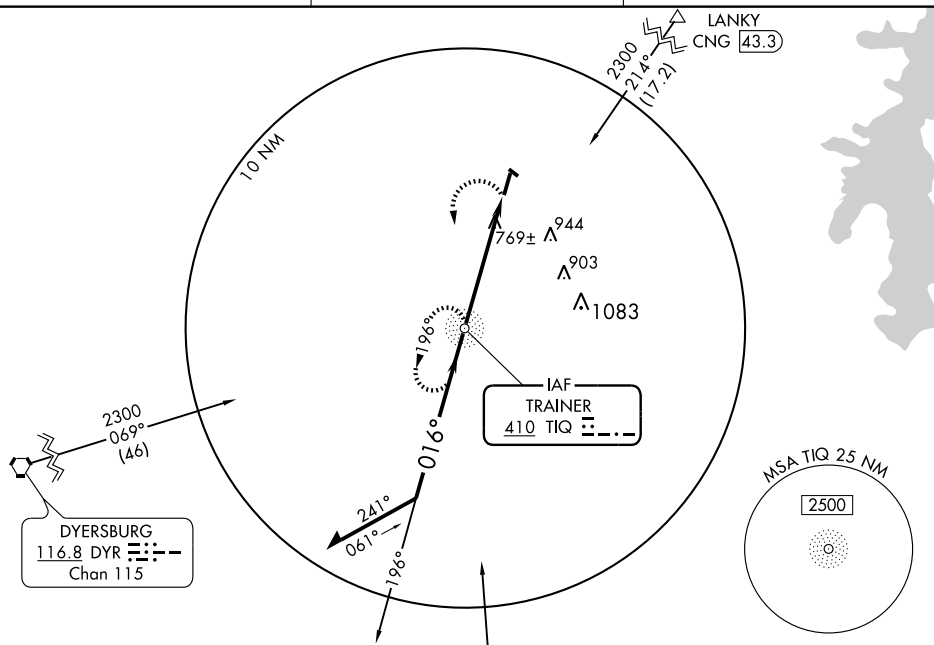 LANKY
CNG 43.3
2300
214°
(17.2)
10 NM
769±
944
903
1083
196°
IAF
TRAINER
410 TIQ
2300
069°
(46)
016°
MSA TIQ 25 NM
2500
241°
061°
196°
DYERSBURG
116.8 DYR
Chan 115